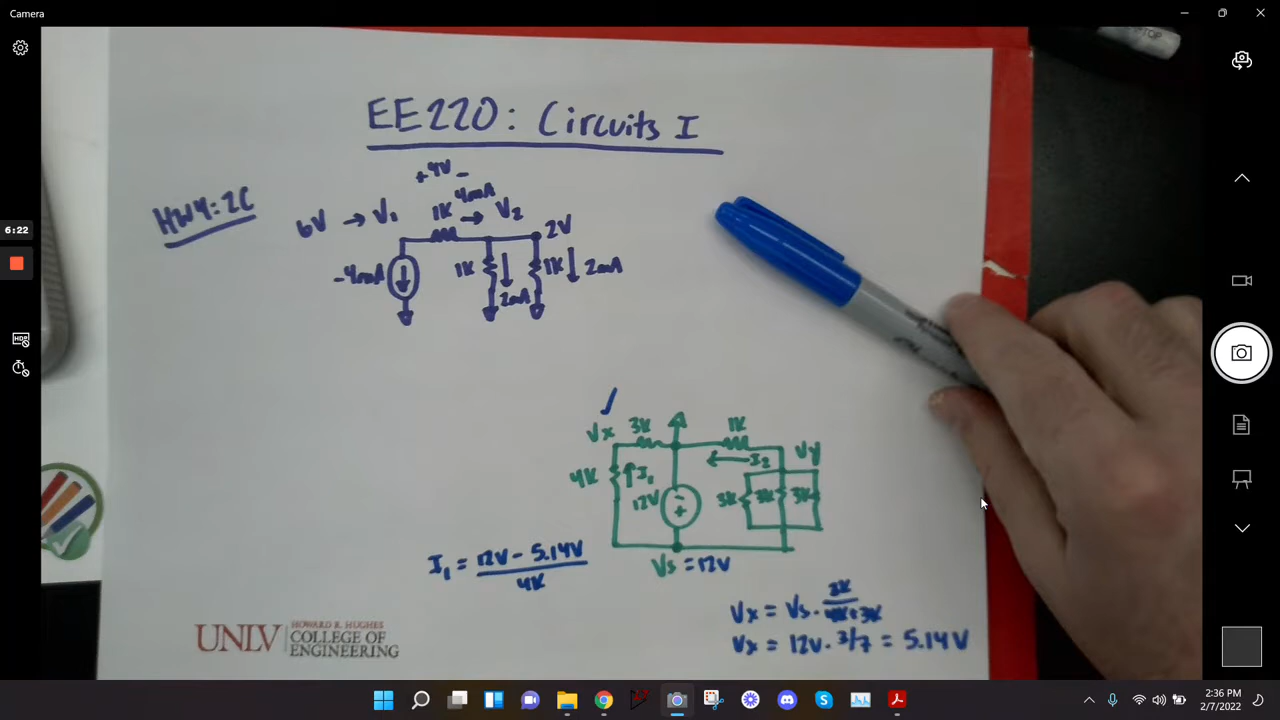 Camera
EE220: Circuits I
HW4:2C
+4V-
4mA
6V → V1
1K
V2
2V
-4mA
1K
1K
2mA
2mA
6:22
Vx
3K
1K
Vy
4K
I1
I2
12V
-
+
3K
3K
3K
I1 = 12V - 5.14V
4K
Vs = 12V
Vx = Vs · 3K
4K+3K
Vx = 12V · 3/7 = 5.14V
UNLV
HOWARD R. HUGHES
COLLEGE OF
ENGINEERING
2:36 PM
2/7/2022